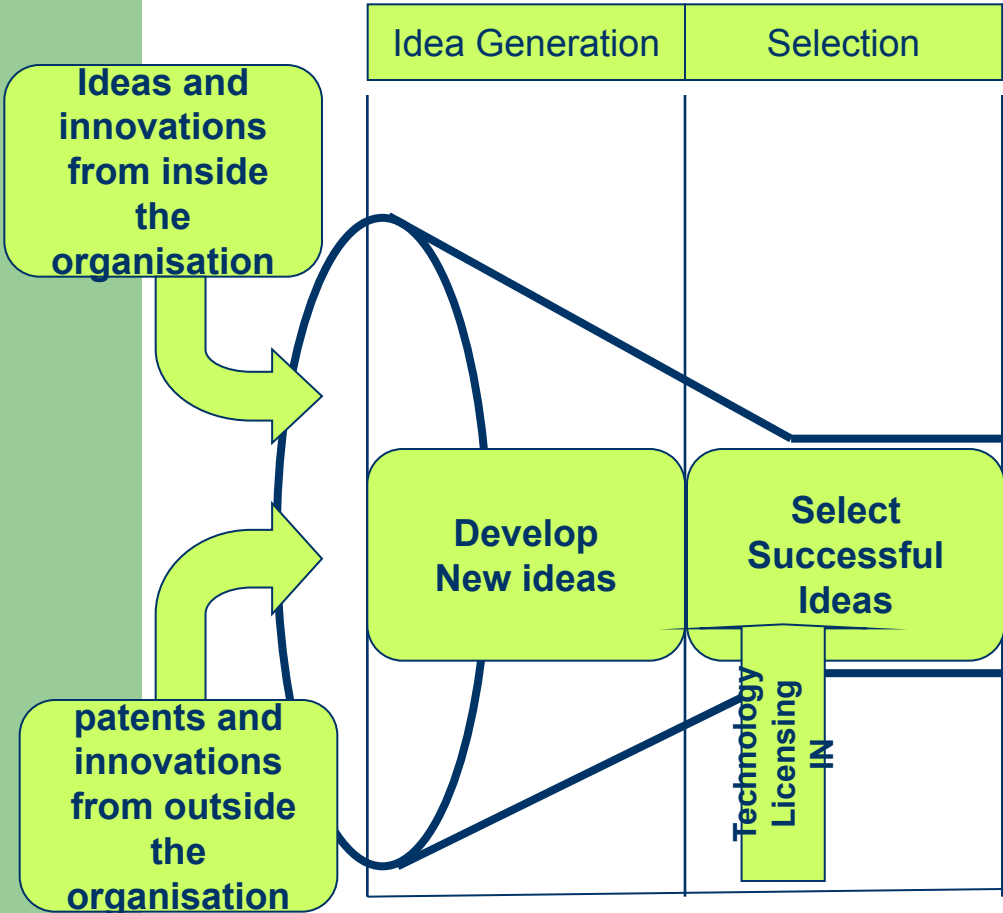 Idea Generation
Selection
Ideas and
innovations
from inside
the
organisation
Develop
New ideas
Select
Successful
Ideas
Technology
Licensing
IN
patents and
innovations
from outside
the
organisation